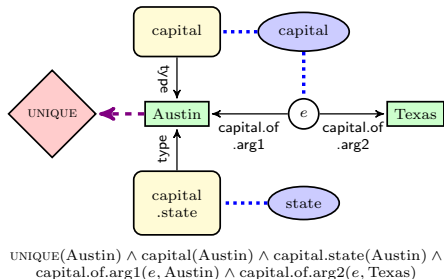 capital
capital
type
UNIQUE
Austin
e
Texas
capital.of
.arg1
capital.of
.arg2
type
capital
.state
state
UNIQUE(Austin) ∧ capital(Austin) ∧ capital.state(Austin) ∧
capital.of.arg1(e, Austin) ∧ capital.of.arg2(e, Texas)